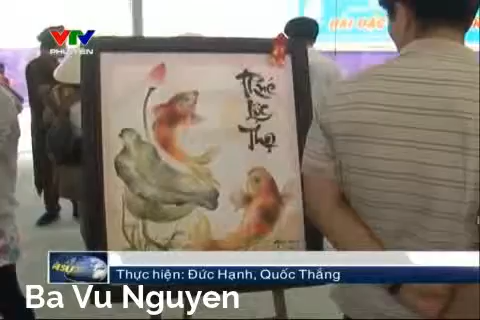 VTV
PHUYEN
Phúc
Lộc
Thọ
Thực hiện: Đức Hạnh, Quốc Thắng
Ba Vu Nguyen